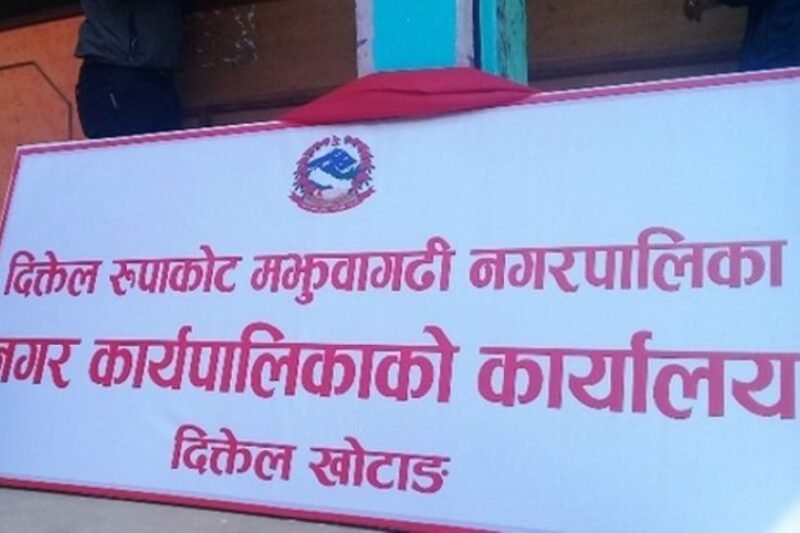 दिक्तेल रुपाकोट मझुवागढी नगरपालिका
नगर कार्यपालिकाको कार्यालय
दिक्तेल खोटाङ